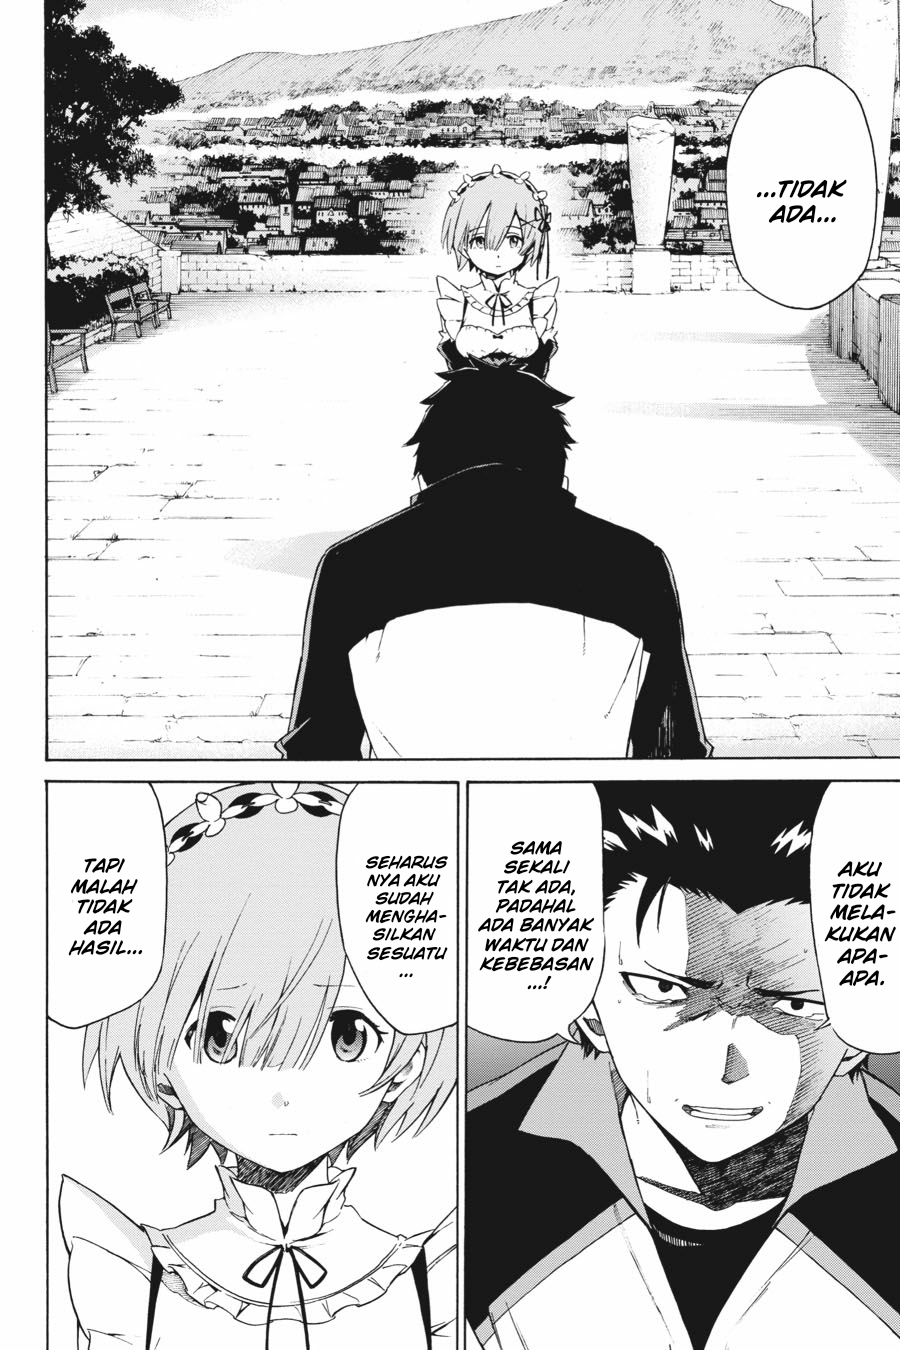 ...TIDAK
ADA...
AKU
TIDAK
MELA-
KUKAN
APA-
APA.
SAMA
SEKALI
TAK ADA,
PADAHAL
ADA BANYAK
WAKTU DAN
KEBEBASAN
...!
SEHARUS
NYA AKU
SUDAH
MENGHA-
SILKAN
SESUATU
...
TAPI
MALAH
TIDAK
ADA
HASIL...